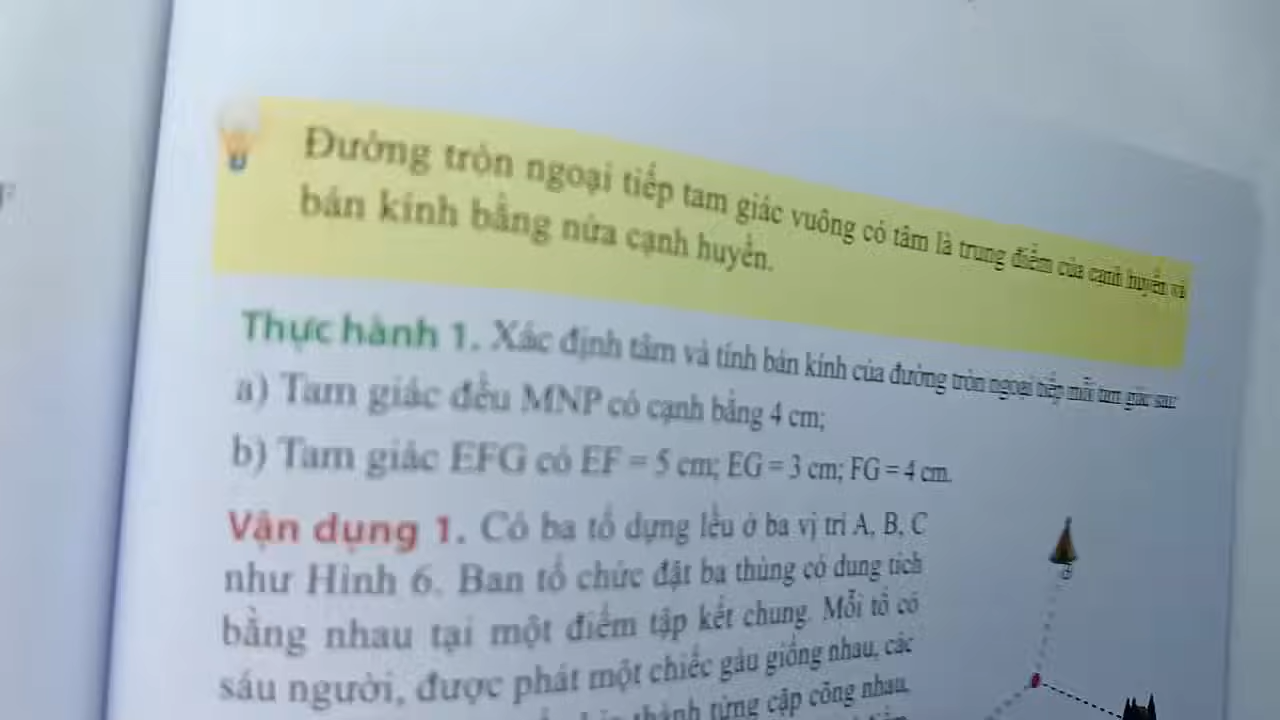 Đường tròn ngoại tiếp tam giác vuông có tâm là trung điểm của cạnh huyền và
bán kính bằng nửa cạnh huyền.
Thực hành 1. Xác định tâm và tính bán kính của đường tròn ngoại tiếp mỗi tam giác sau:
a) Tam giác đều MNP có cạnh bằng 4 cm;
b) Tam giác EFG có EF = 5 cm; EG = 3 cm; FG = 4 cm.
Vận dụng 1. Có ba tổ dựng lều ở ba vị trí A, B, C
như Hình 6. Ban tổ chức đặt ba thùng có dung tích
bằng nhau tại một điểm tập kết chung. Mỗi tổ có
sáu người, được phát một chiếc gàu giống nhau, các
thành từng cặp cõng nhau,